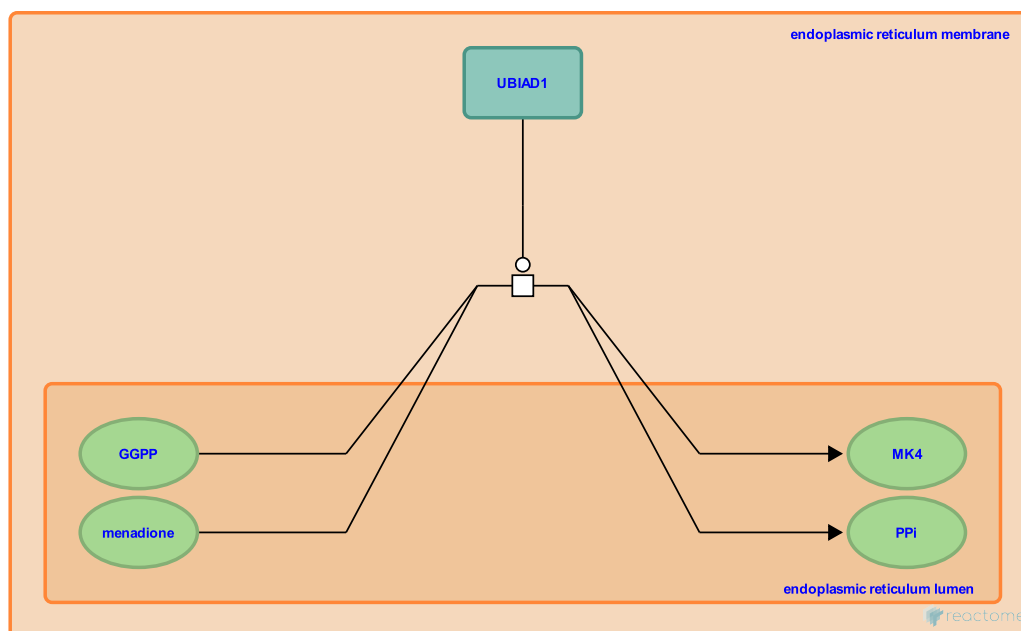 endoplasmic reticulum membrane
UBIAD1
GGPP
MK4
menadione
PPi
endoplasmic reticulum lumen
reactome